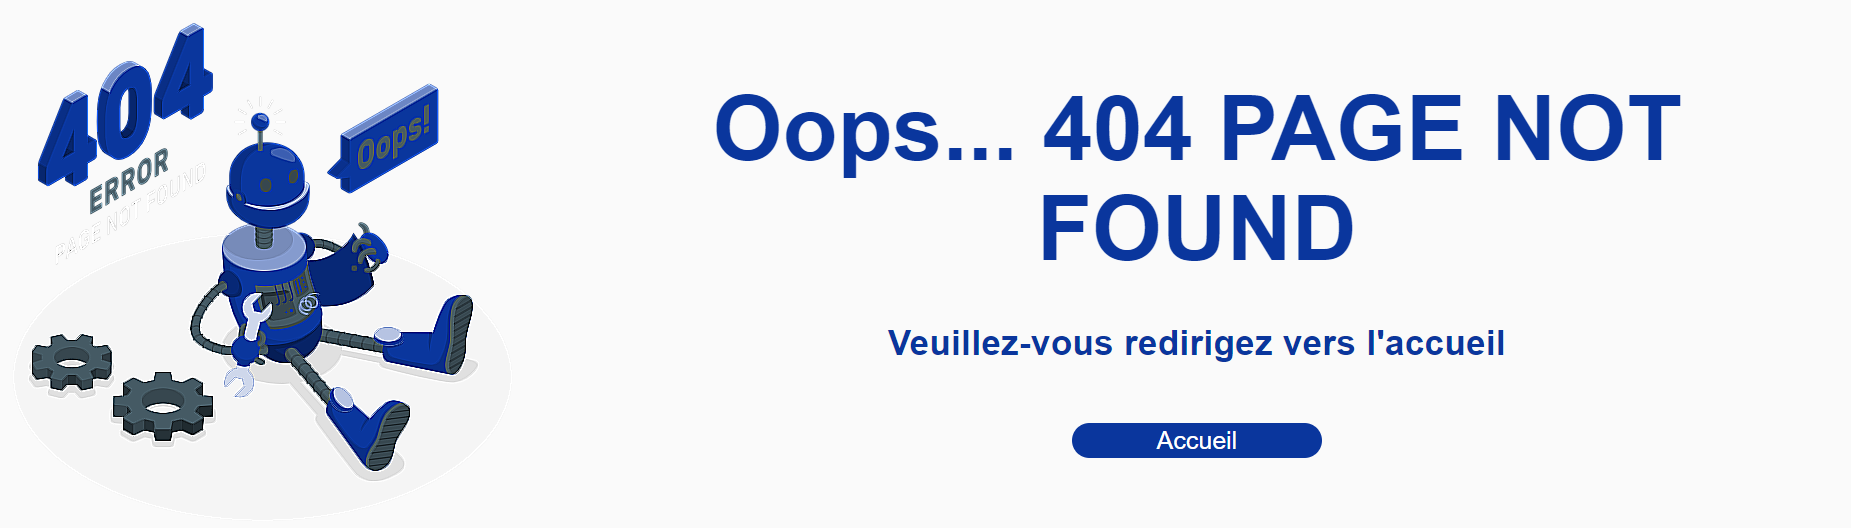 404
ERROR
PAGE NOT FOUND
Oops!
Oops... 404 PAGE NOT
FOUND
Veuillez-vous redirigez vers l'accueil
Accueil